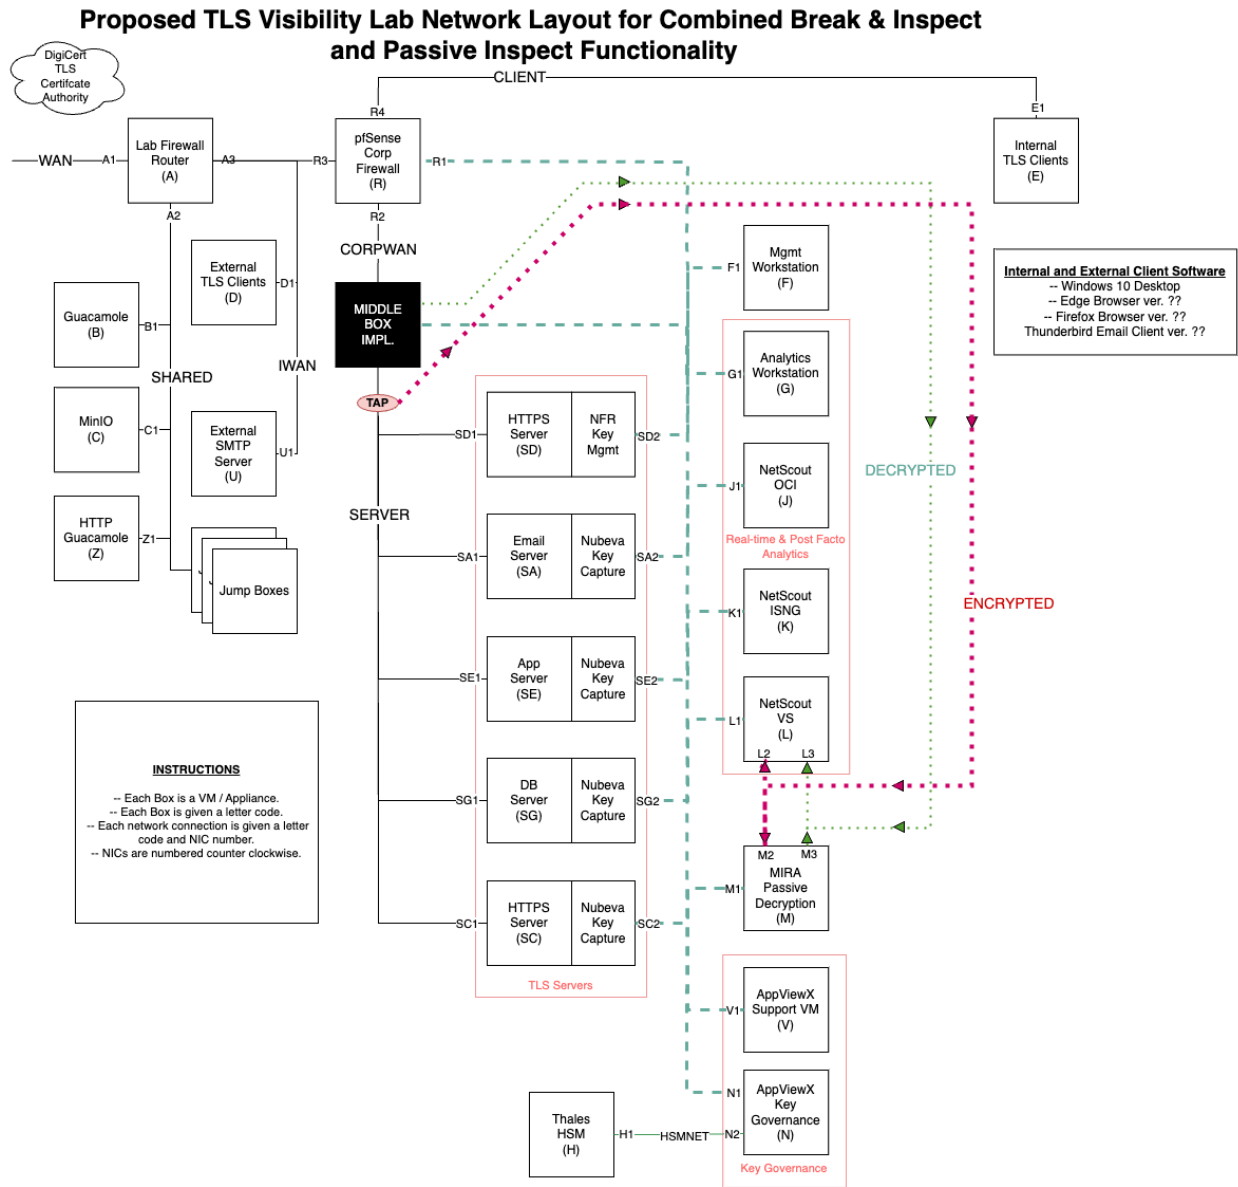 Proposed TLS Visibility Lab Network Layout for Combined Break & Inspect
and Passive Inspect Functionality
DigiCert
TLS
Certifcate
Authority
CLIENT
R4
E1
WAN
A1
Lab Firewall
Router
(A)
A3
A2
R3
pfSense
Corp
Firewall
(R)
R1
R2
Internal
TLS Clients
(E)
CORPWAN
External
TLS Clients
(D)
D1
Guacamole
(B)
B1
SHARED
IWAN
MinIO
(C)
C1
External
SMTP
Server
(U)
U1
HTTP
Guacamole
(Z)
Z1
Jump Boxes
MIDDLE
BOX
IMPL.
TAP
SERVER
Mgmt
Workstation
(F)
F1
Internal and External Client Software
-- Windows 10 Desktop
-- Edge Browser ver. ??
-- Firefox Browser ver. ??
Thunderbird Email Client ver. ??
Analytics
Workstation
(G)
G1
SD1
HTTPS
Server
(SD)
NFR
Key
Mgmt
SD2
NetScout
OCI
(J)
J1
DECRYPTED
Real-time & Post Facto
Analytics
SA1
Email
Server
(SA)
Nubeva
Key
Capture
SA2
NetScout
ISNG
(K)
K1
ENCRYPTED
SE1
App
Server
(SE)
Nubeva
Key
Capture
SE2
NetScout
VS
(L)
L1
L2
L3
SG1
DB
Server
(SG)
Nubeva
Key
Capture
SG2
INSTRUCTIONS
-- Each Box is a VM / Appliance.
-- Each Box is given a letter code.
-- Each network connection is given a letter
code and NIC number.
-- NICs are numbered counter clockwise.
M2
M3
MIRA
Passive
Decryption
(M)
M1
SC1
HTTPS
Server
(SC)
Nubeva
Key
Capture
SC2
TLS Servers
AppViewX
Support VM
(V)
V1
AppViewX
Key
Governance
(N)
N1
N2
Thales
HSM
(H)
H1
HSMNET
Key Governance